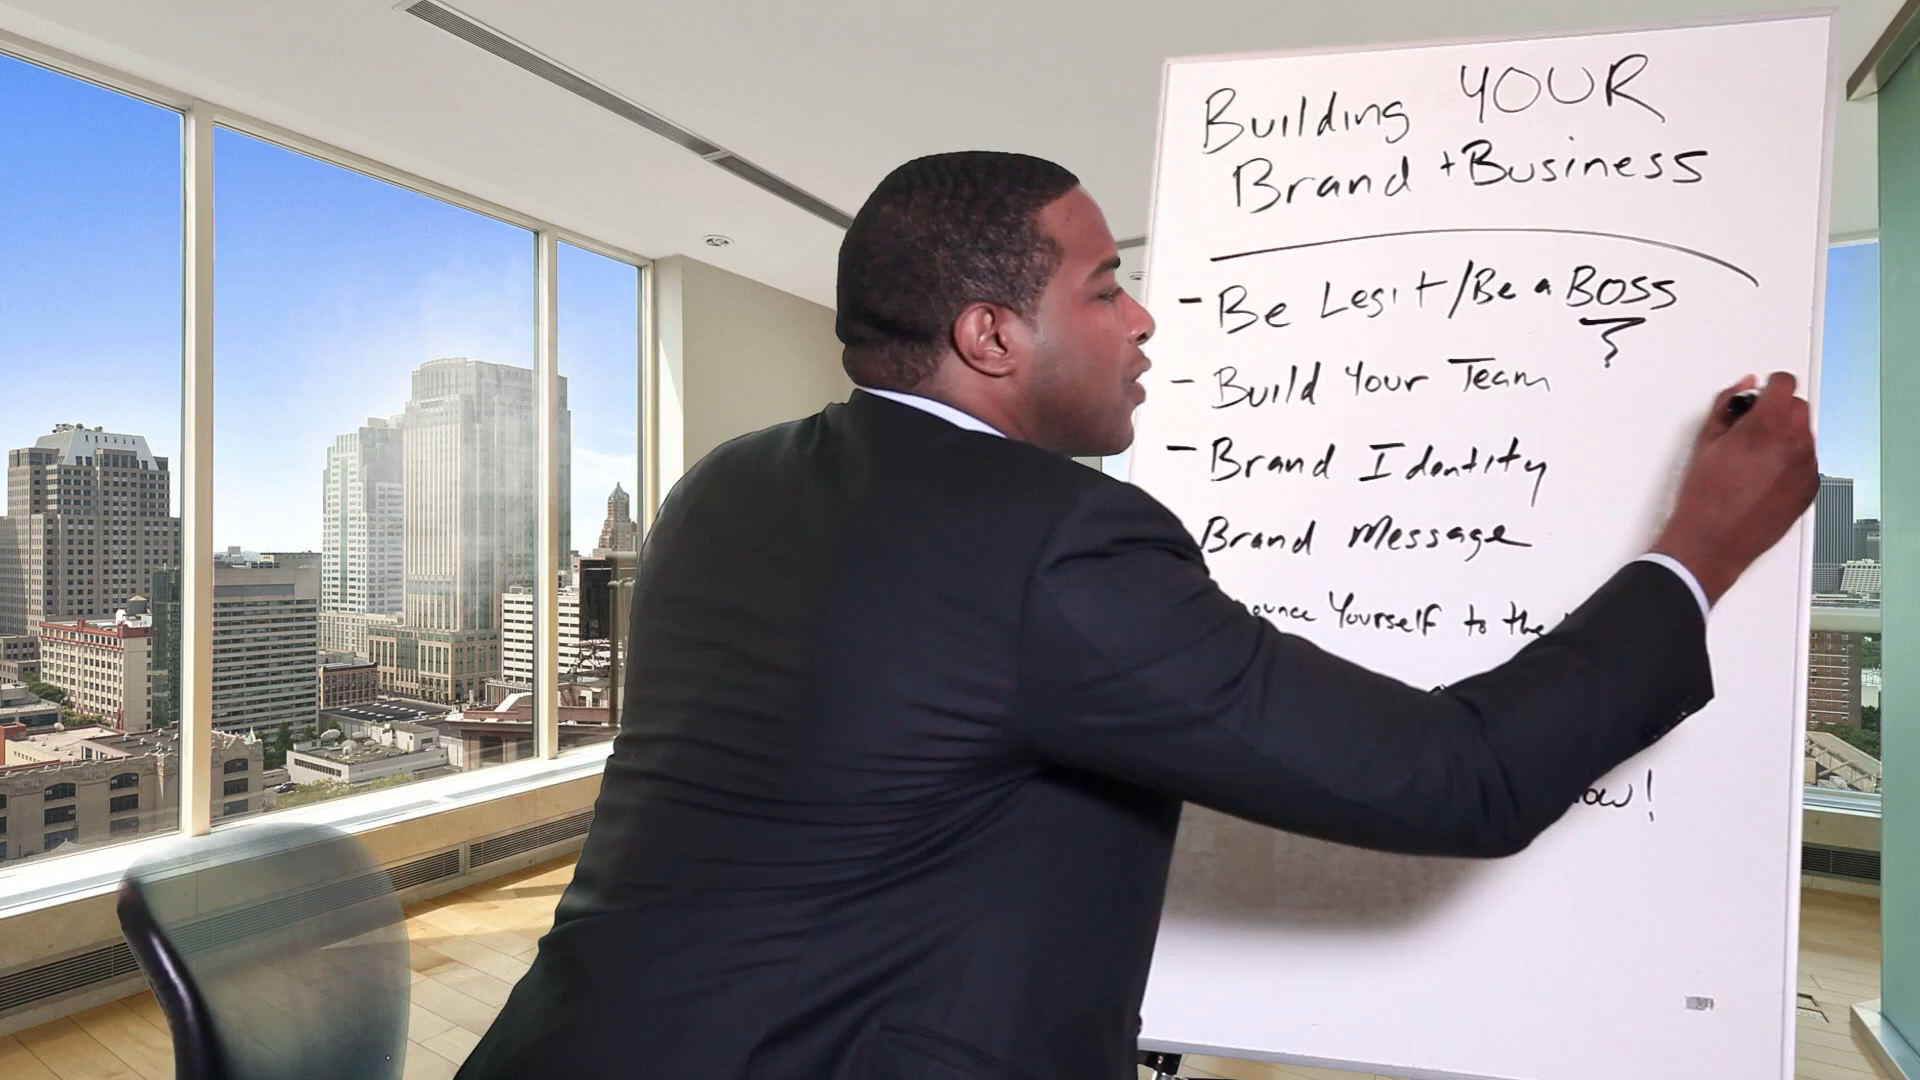 Building YOUR
Brand + Business
- Be Legit/Be a BOSS
- Build Your Team
- Brand Identity
Brand Message
Yourself to the
!